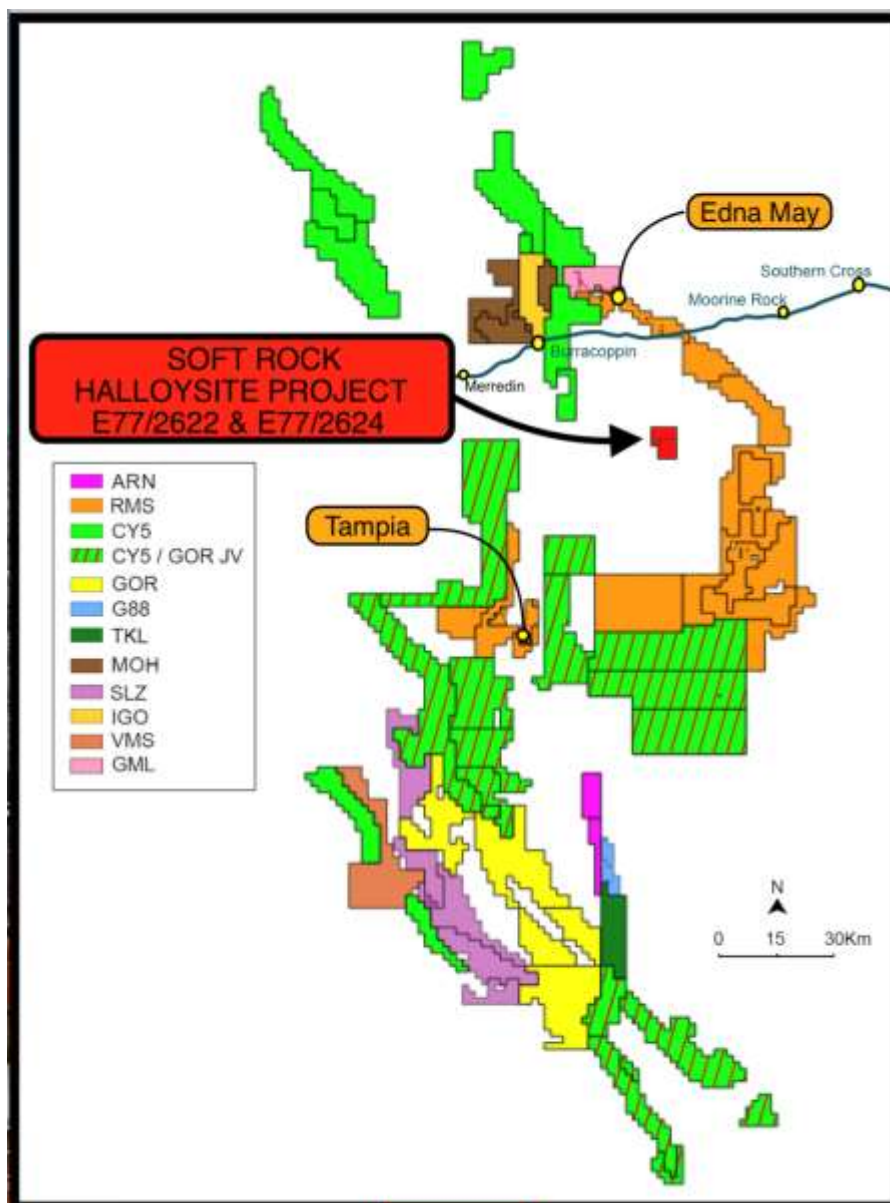 Edna May
Southern Cross
Moorine Rock
Burracoppin
Merredin
SOFT ROCK
HALLOYSITE PROJECT
E77/2622 & E77/2624
ARN
RMS
CY5
CY5 / GOR JV
GOR
G88
TKL
MOH
SLZ
IGO
VMS
GML
Tampia
N
0 15 30Km